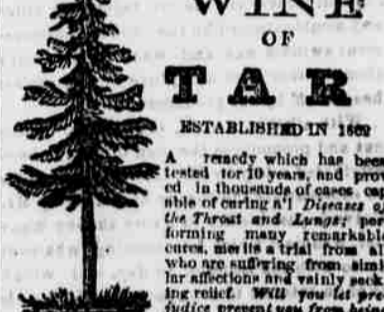 WINE
OF
TAR
ESTABLISHED IN 1869
A remedy which has been
tested for 10 years, and prov
ed in thousands of cases cap
able of curing a'l Diseases of
the Throat and Lungs; per
forming many remarkable
cures, merits a trial from al
who are suffering from simi
lar affections and vainly seek
ing relief. Will you let pre
judice prevent you from being